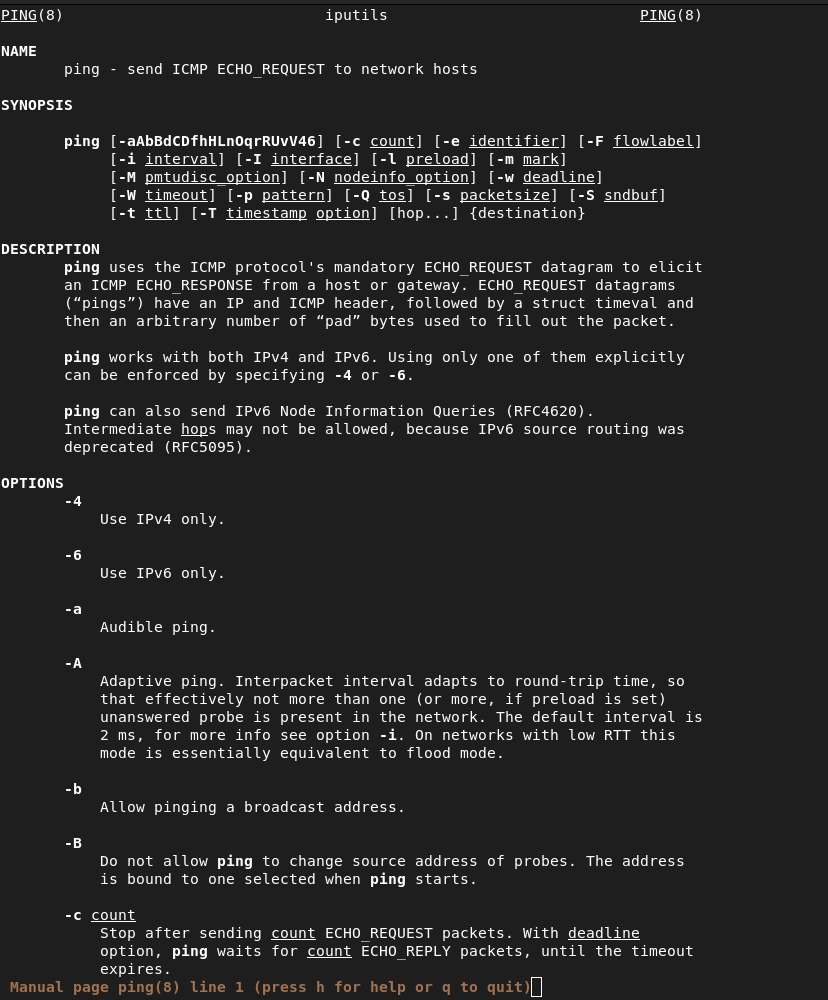 PING(8) iputils PING(8)
NAME
ping - send ICMP ECHO_REQUEST to network hosts
SYNOPSIS
ping [-aAbBdCDfhHLnOqrRUvV46] [-c count] [-e identifier] [-F flowlabel]
[-i interval] [-I interface] [-l preload] [-m mark]
[-M pmtudisc_option] [-N nodeinfo_option] [-w deadline]
[-W timeout] [-p pattern] [-Q tos] [-s packetsize] [-S sndbuf]
[-t ttl] [-T timestamp option] [hop...] {destination}
DESCRIPTION
ping uses the ICMP protocol's mandatory ECHO_REQUEST datagram to elicit
an ICMP ECHO_RESPONSE from a host or gateway. ECHO_REQUEST datagrams
(“pings”) have an IP and ICMP header, followed by a struct timeval and
then an arbitrary number of “pad” bytes used to fill out the packet.
ping works with both IPv4 and IPv6. Using only one of them explicitly
can be enforced by specifying -4 or -6.
ping can also send IPv6 Node Information Queries (RFC4620).
Intermediate hops may not be allowed, because IPv6 source routing was
deprecated (RFC5095).
OPTIONS
-4
Use IPv4 only.
-6
Use IPv6 only.
-a
Audible ping.
-A
Adaptive ping. Interpacket interval adapts to round-trip time, so
that effectively not more than one (or more, if preload is set)
unanswered probe is present in the network. The default interval is
2 ms, for more info see option -i. On networks with low RTT this
mode is essentially equivalent to flood mode.
-b
Allow pinging a broadcast address.
-B
Do not allow ping to change source address of probes. The address
is bound to one selected when ping starts.
-c count
Stop after sending count ECHO_REQUEST packets. With deadline
option, ping waits for count ECHO_REPLY packets, until the timeout
expires.
Manual page ping(8) line 1 (press h for help or q to quit)